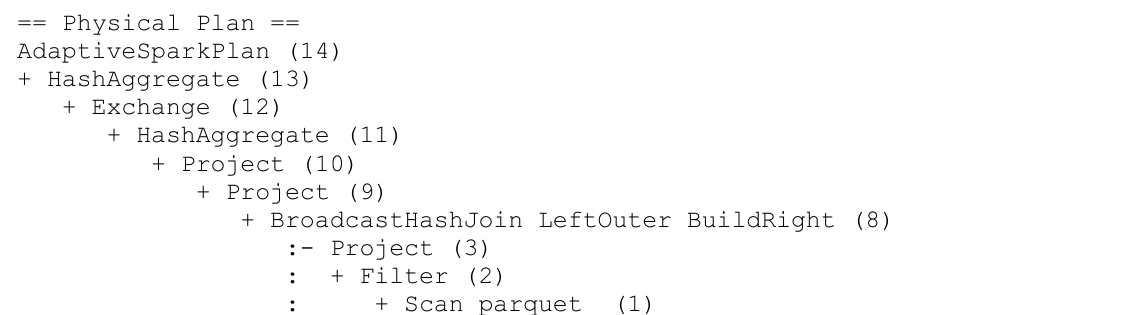 == Physical Plan ==
AdaptiveSparkPlan (14)
+ HashAggregate (13)
   + Exchange (12)
      + HashAggregate (11)
         + Project (10)
            + Project (9)
               + BroadcastHashJoin LeftOuter BuildRight (8)
                  :- Project (3)
                  :  + Filter (2)
                  :     + Scan parquet  (1)